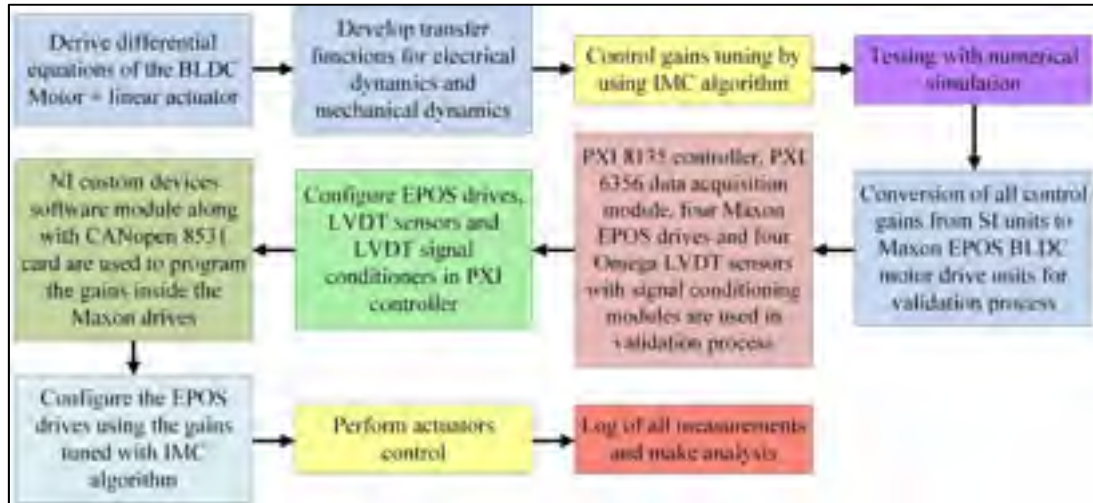 Derive differential
equations of the BLDC
Motor + linear actuator
Develop transfer
functions for electrical
dynamics and
mechanical dynamics
Control gains tuning by
using IMC algorithm
Testing with numerical
simulation
Conversion of all control
gains from SI units to
Maxon EPOS BLDC
motor drive units for
validation process
PXI 8135 controller, PXI
6356 data acquisition
module, four Maxon
EPOS drives and four
Omega LVDT sensors
with signal conditioning
modules are used in
validation process
Configure EPOS drives,
LVDT sensors and
LVDT signal
conditioners in PXI
controller
NI custom devices
software module along
with CANopen 8531
card are used to program
the gains inside the
Maxon drives
Configure the EPOS
drives using the gains
tuned with IMC
algorithm
Perform actuators
control
Log of all measurements
and make analysis